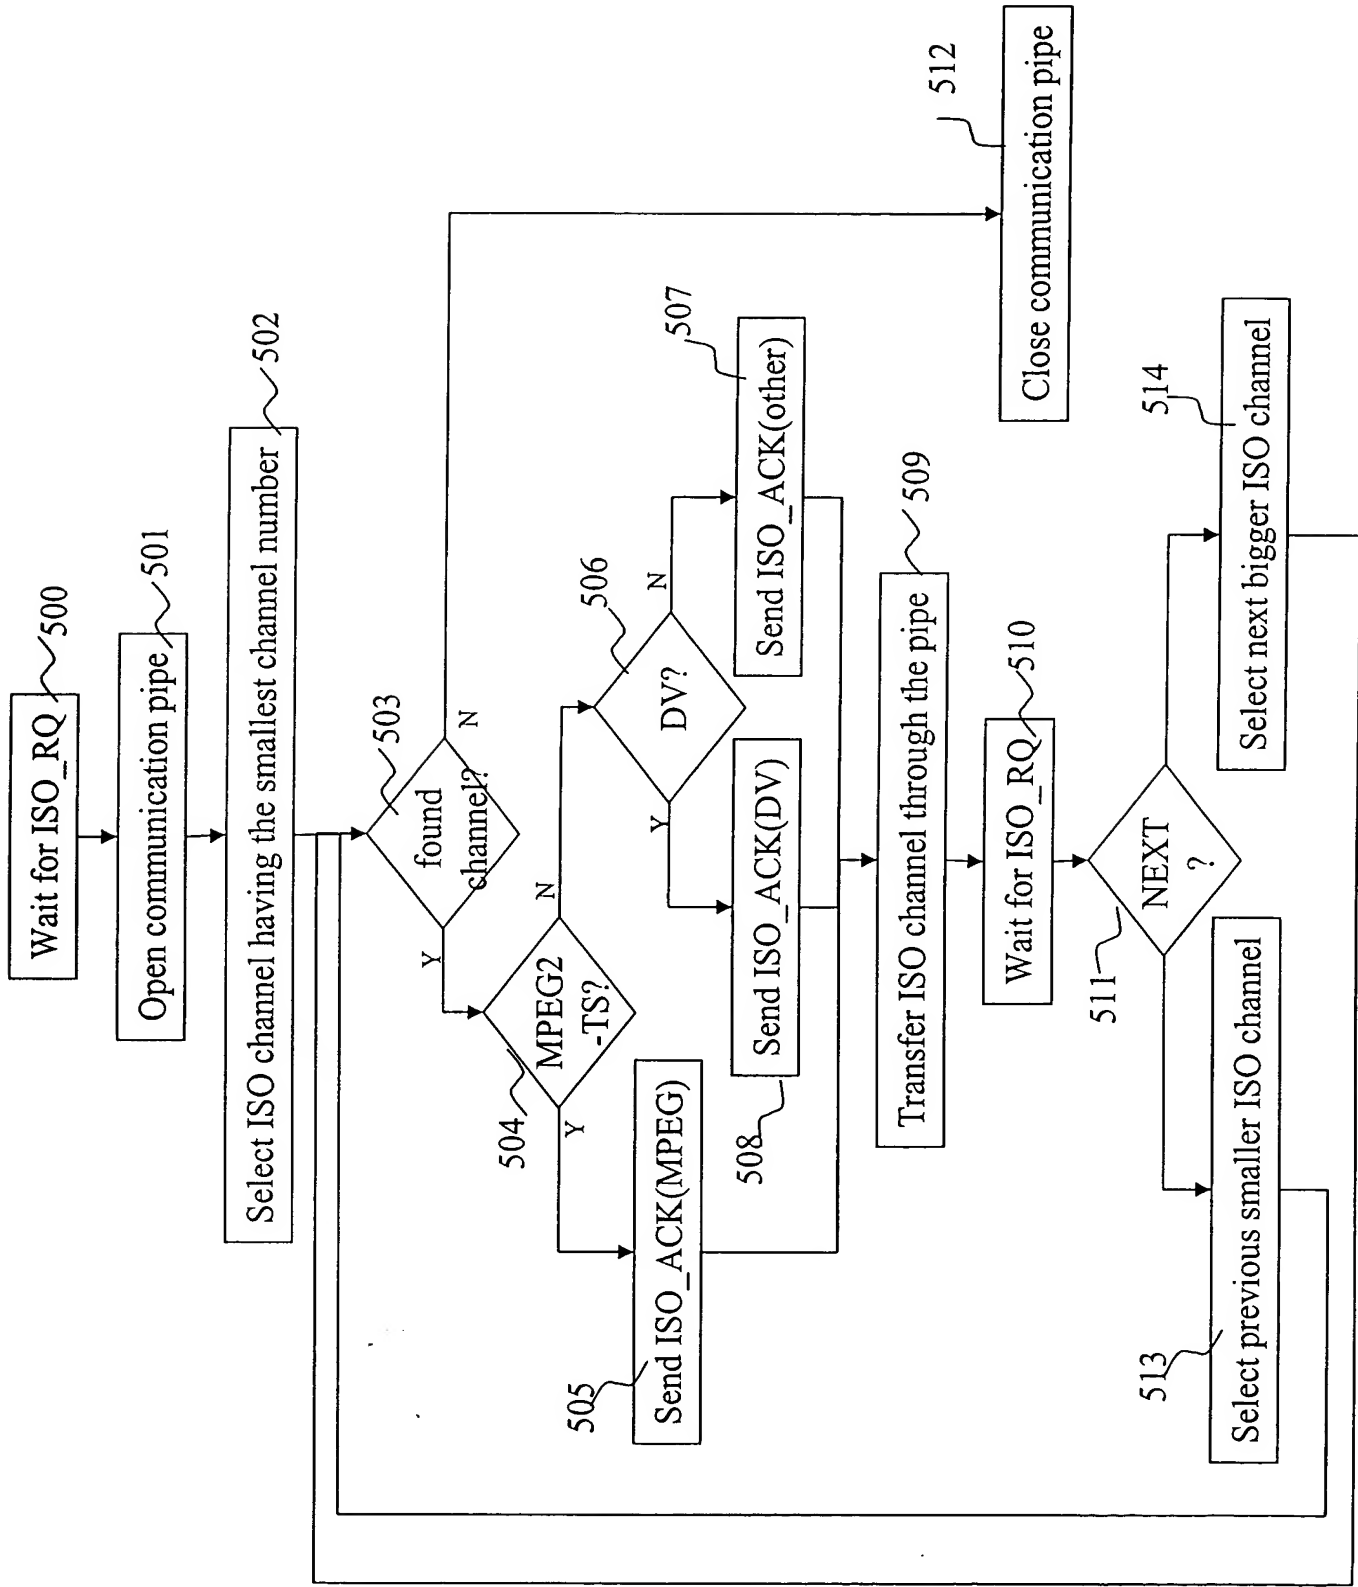 Wait for ISO_RQ
500
Open communication pipe
501
Select ISO channel having the smallest channel number
502
found
channel?
503
Y
N
MPEG2
-TS?
504
Y
N
Send ISO_ACK(MPEG)
505
DV?
506
Y
N
Send ISO_ACK(DV)
508
Send ISO_ACK(other)
507
Transfer ISO channel through the pipe
509
Wait for ISO_RQ
510
Close communication pipe
512
NEXT
?
511
Select previous smaller ISO channel
513
Select next bigger ISO channel
514